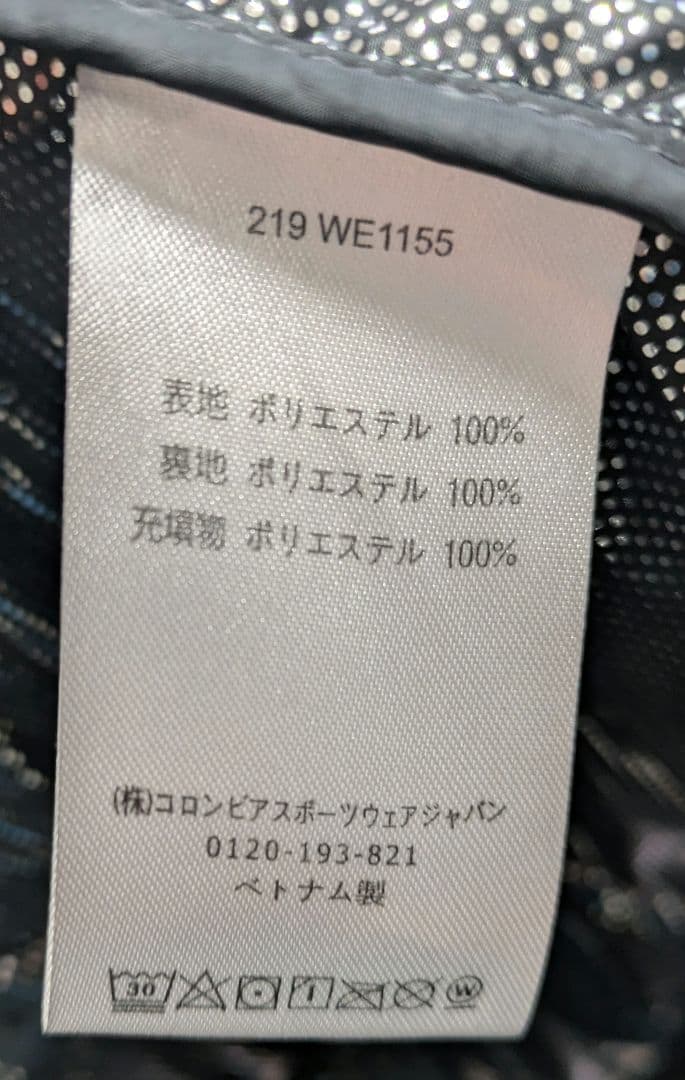 219 WE1155
表地 ポリエステル 100%
裏地 ポリエステル 100%
充填物 ポリエステル 100%
(株)コロンビアスポーツウェアジャパン
0120-193-821
ベトナム製
30 W